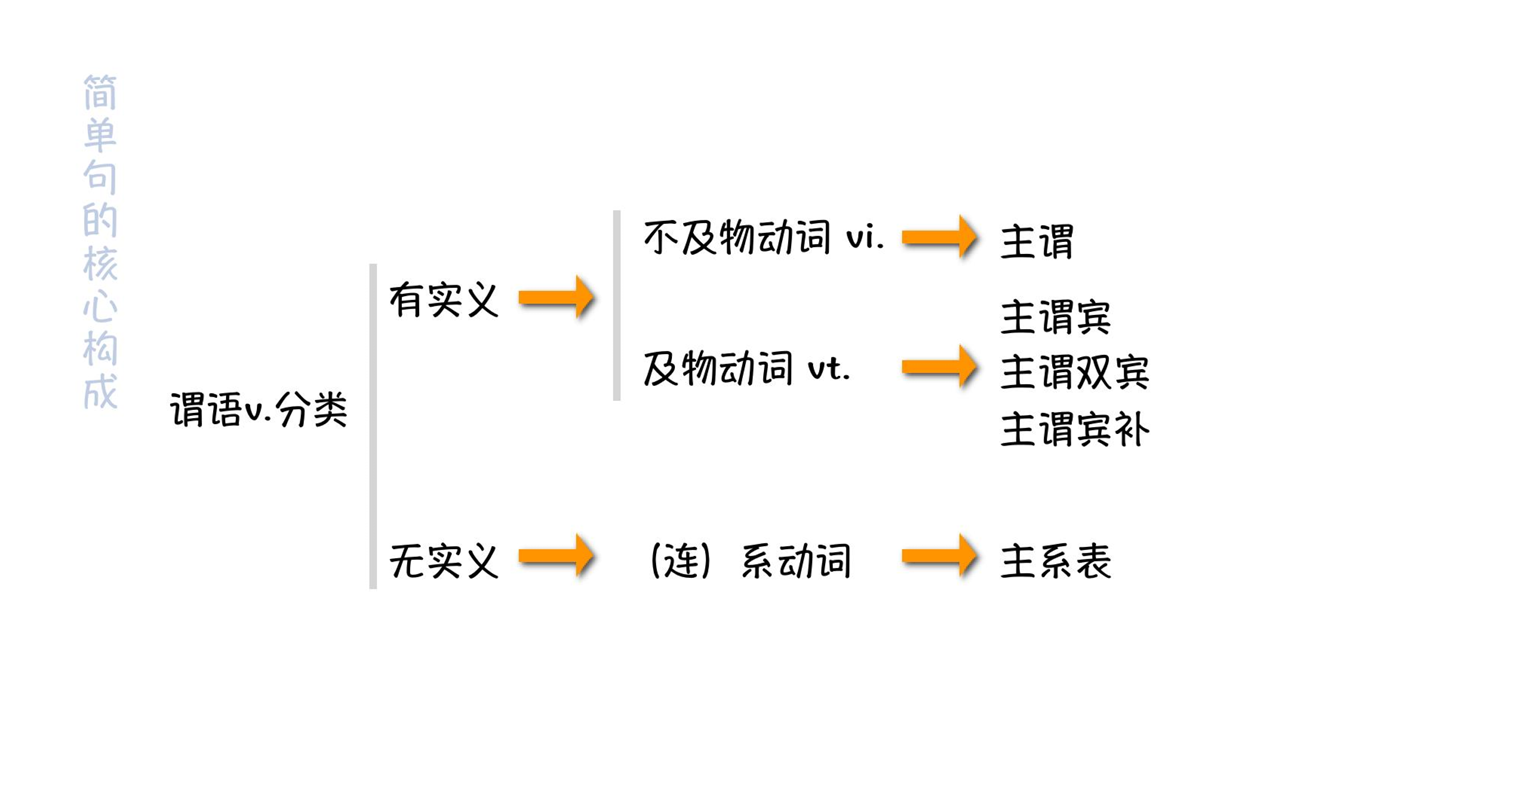 简单句的核心构成
不及物动词 vi.
主谓
有实义
主谓宾
及物动词 vt.
主谓双宾
谓语v.分类
主谓宾补
无实义
（连）系动词
主系表